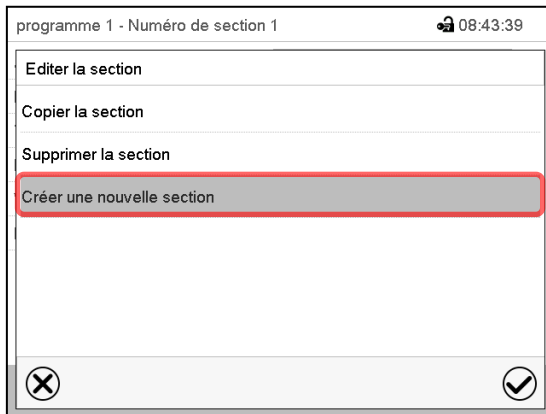 programme 1 - Numéro de section 1 08:43:39
Editer la section
Copier la section
Supprimer la section
Créer une nouvelle section